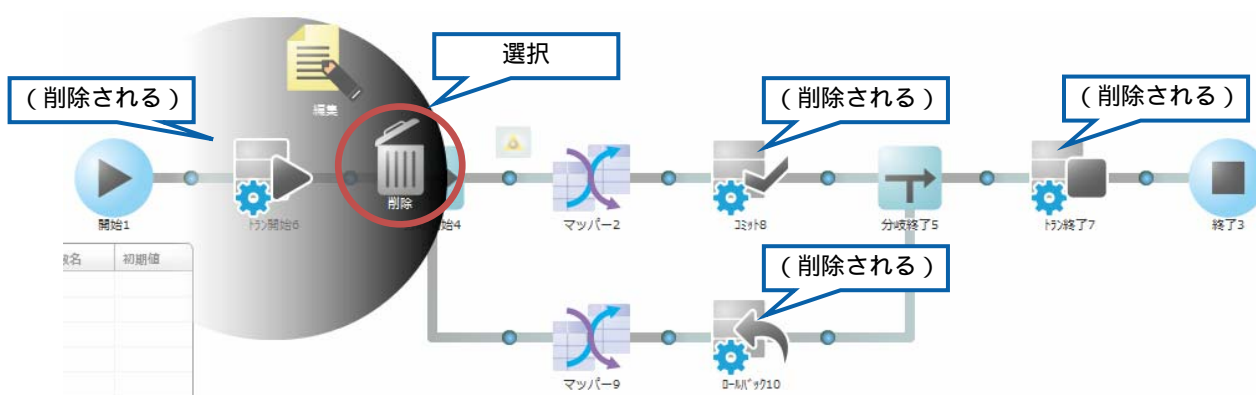 選択
(削除される)
(削除される)
(削除される)
編集
削除
開始1
ﾄﾗﾝ開始6
始4
マッパー2
ｺﾐｯﾄ8
分岐終了5
ﾄﾗﾝ終了7
終了3
数名
初期値
(削除される)
マッパー9
ﾛｰﾙﾊﾞｯｸ10